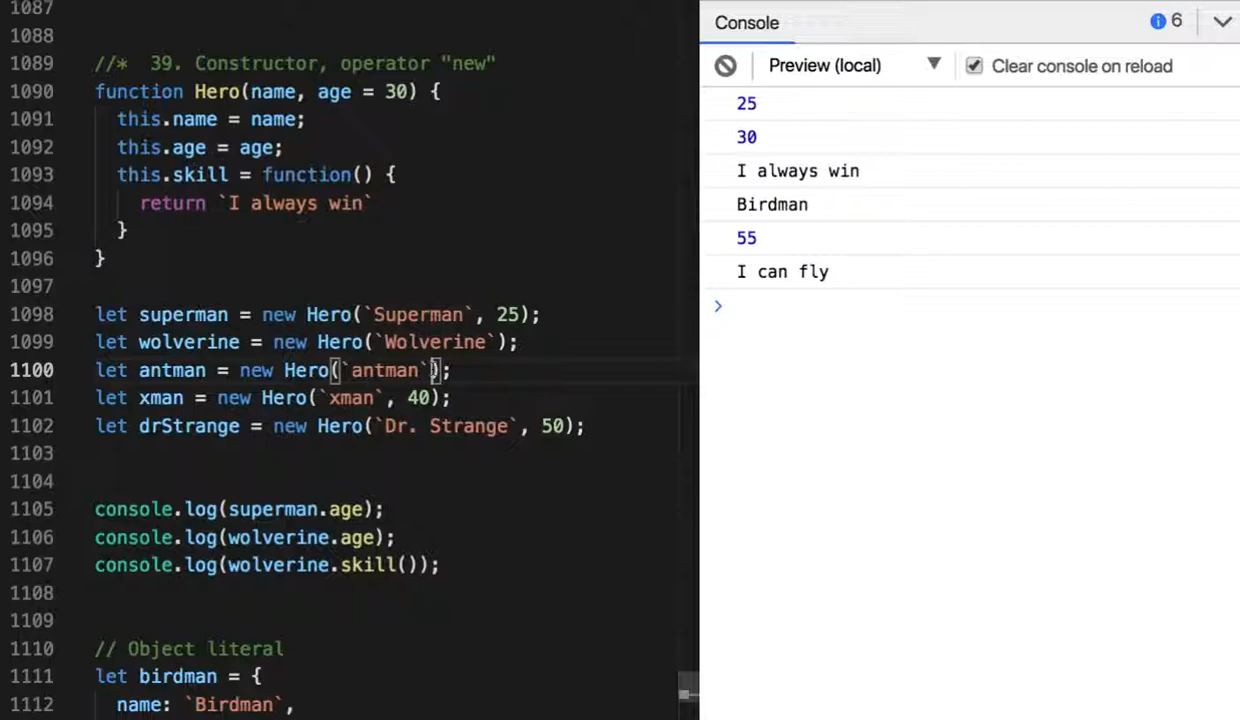 1087
1088
1089 //*  39. Constructor, operator "new"
1090 function Hero(name, age = 30) {
1091   this.name = name;
1092   this.age = age;
1093   this.skill = function() {
1094     return `I always win`
1095   }
1096 }
1097
1098 let superman = new Hero(`Superman`, 25);
1099 let wolverine = new Hero(`Wolverine`);
1100 let antman = new Hero(`antman`);
1101 let xman = new Hero(`xman`, 40);
1102 let drStrange = new Hero(`Dr. Strange`, 50);
1103
1104
1105 console.log(superman.age);
1106 console.log(wolverine.age);
1107 console.log(wolverine.skill());
1108
1109
1110 // Object literal
1111 let birdman = {
1112   name: `Birdman`,
Console 6
Preview (local) Clear console on reload
25
30
I always win
Birdman
55
I can fly